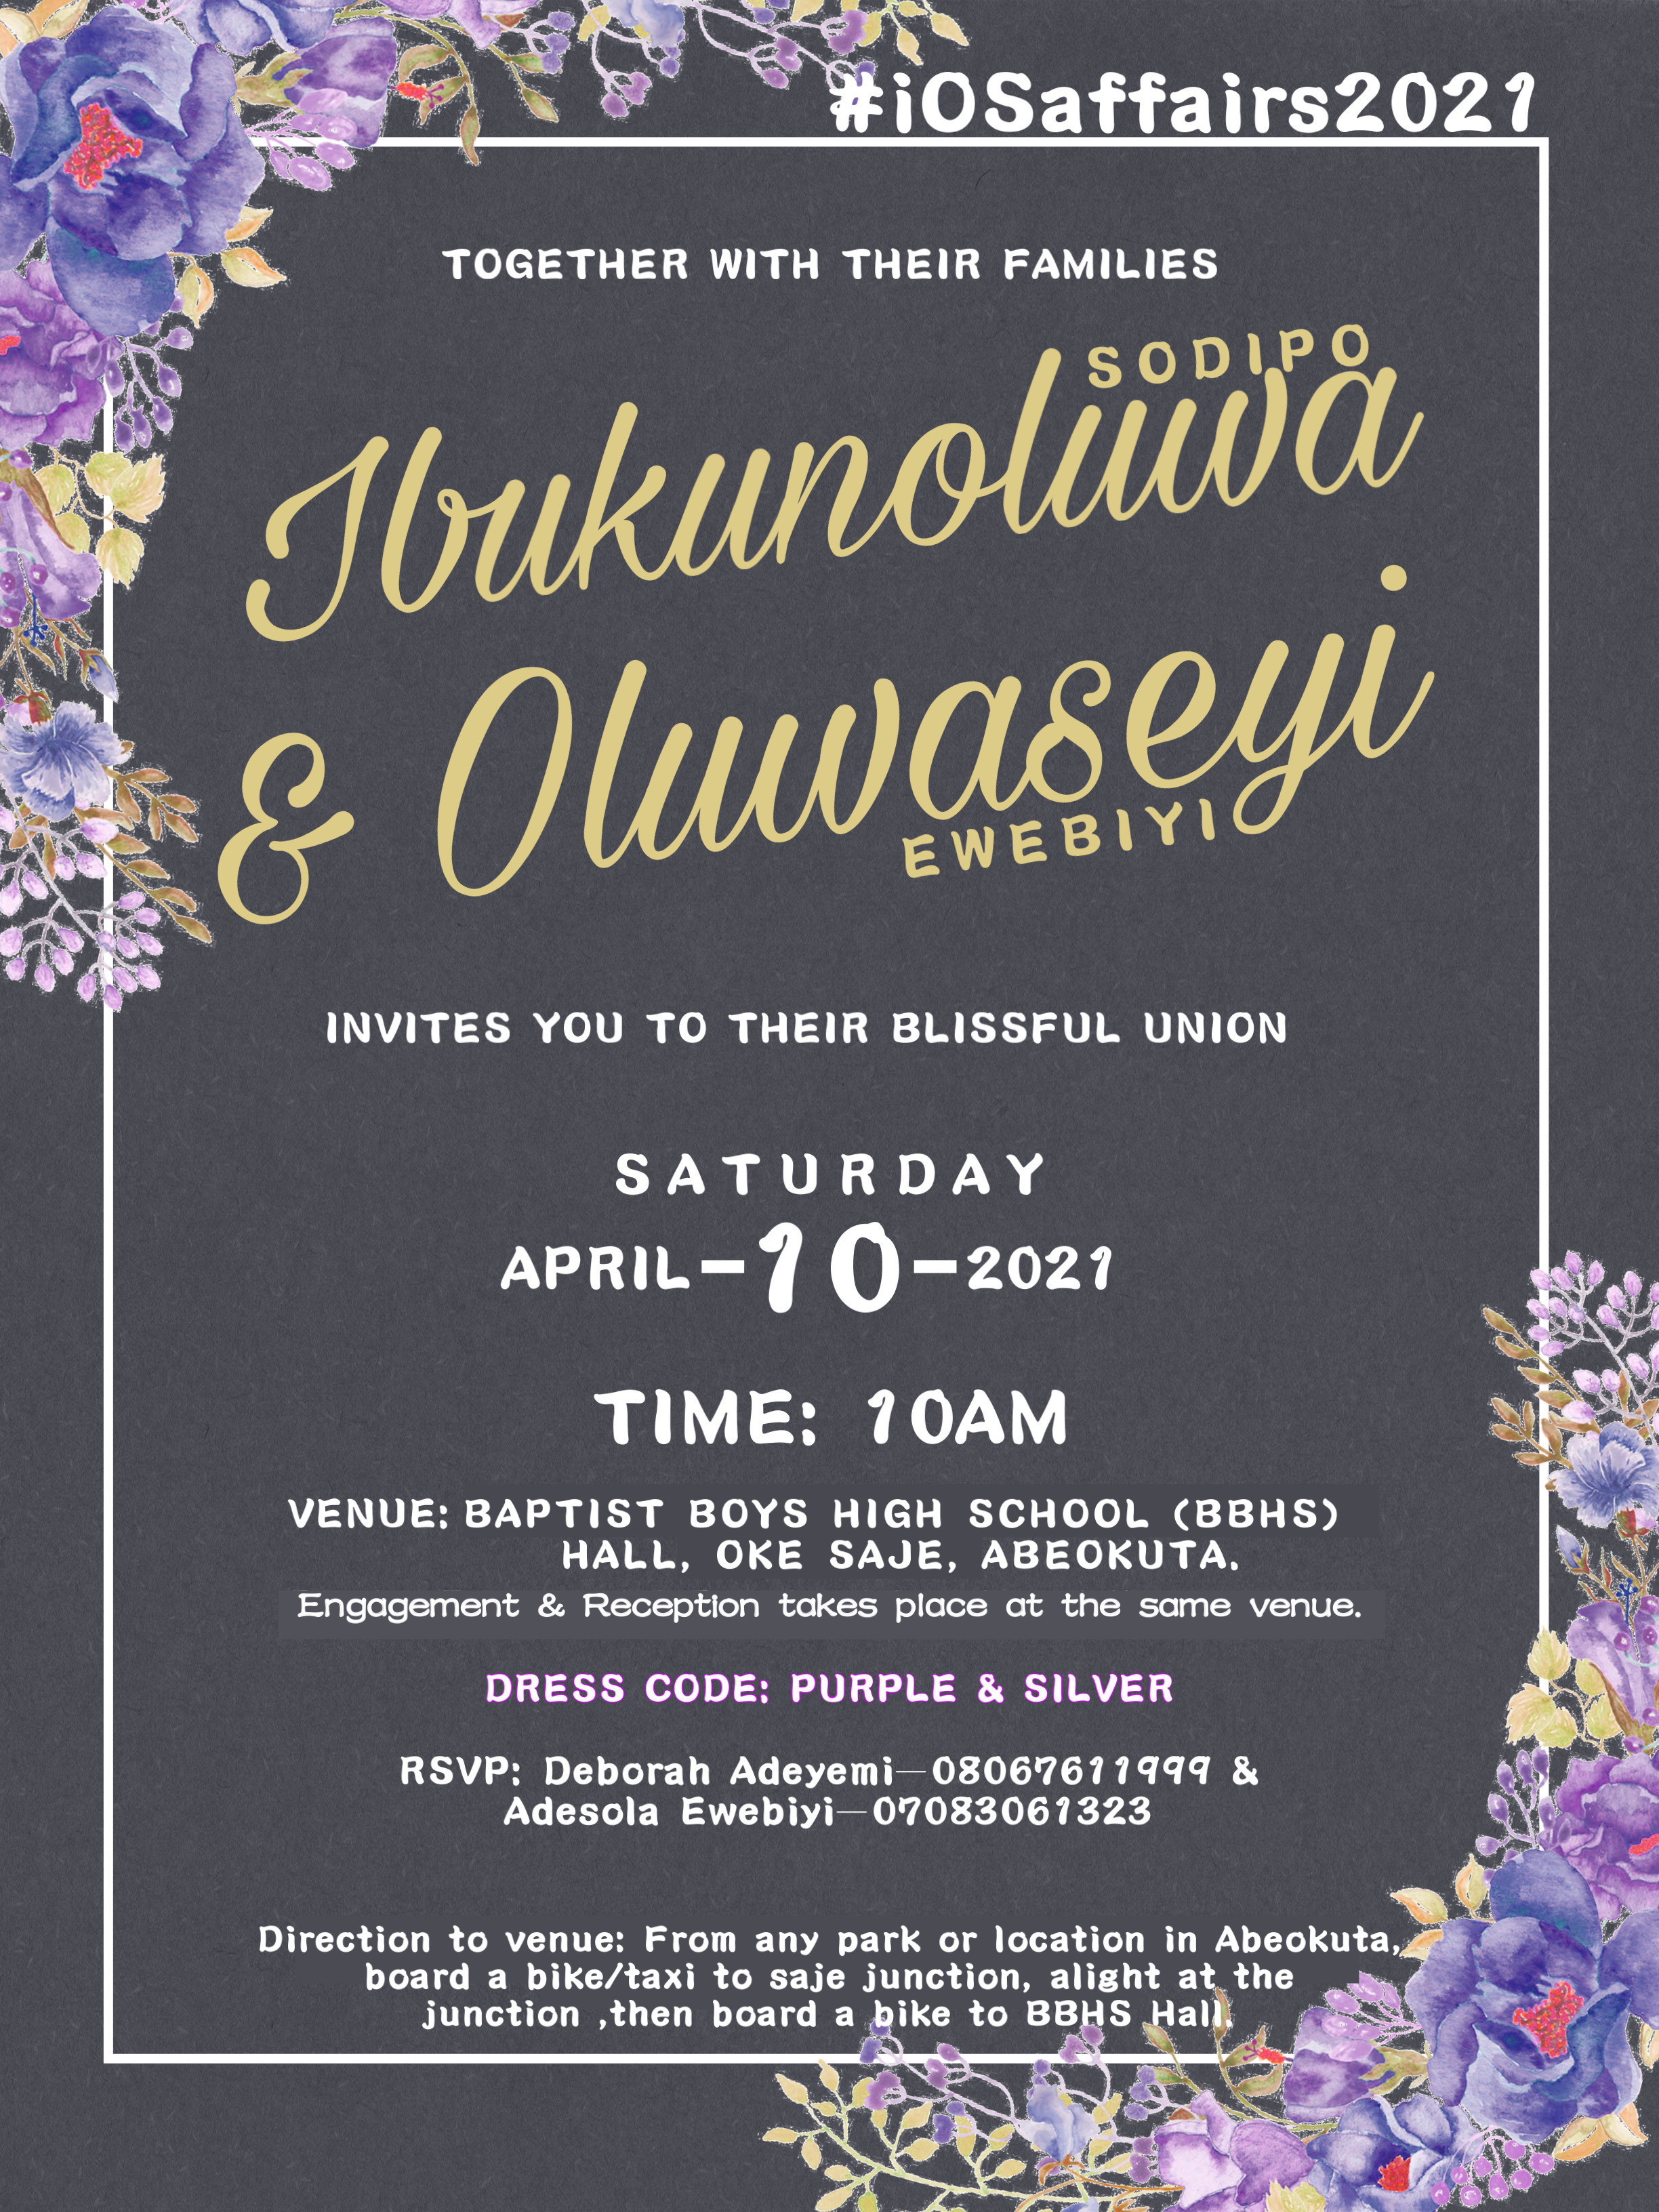 #iOSaffairs2021
TOGETHER WITH THEIR FAMILIES
SODIPO
Ibukunoluwa
& Oluwaseyi
EWEBIYI
INVITES YOU TO THEIR BLISSFUL UNION
SATURDAY
APRIL-10-2021
TIME: 10AM
VENUE: BAPTIST BOYS HIGH SCHOOL (BBHS)
HALL, OKE SAJE, ABEOKUTA.
Engagement & Reception takes place at the same venue.
DRESS CODE: PURPLE & SILVER
RSVP: Deborah Adeyemi—08067611999 &
Adesola Ewebiyi—07083061323
Direction to venue: From any park or location in Abeokuta,
board a bike/taxi to saje junction, alight at the
junction ,then board a bike to BBHS Hall.